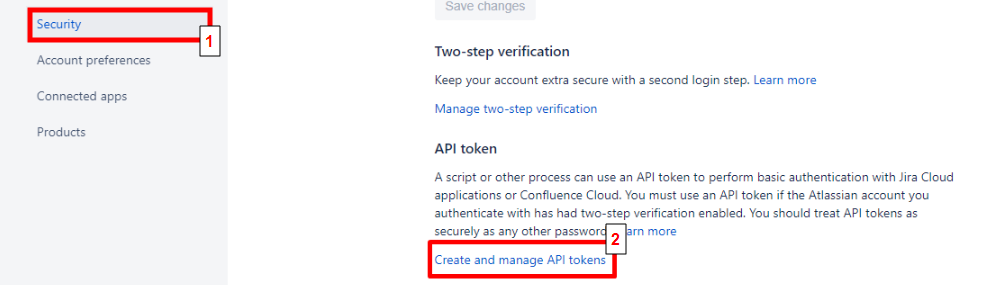 Save changes
Security
1
Account preferences
Connected apps
Products
Two-step verification
Keep your account extra secure with a second login step. Learn more
Manage two-step verification
API token
A script or other process can use an API token to perform basic authentication with Jira Cloud
applications or Confluence Cloud. You must use an API token if the Atlassian account you
authenticate with has had two-step verification enabled. You should treat API tokens as
securely as any other password more
2
Create and manage API tokens